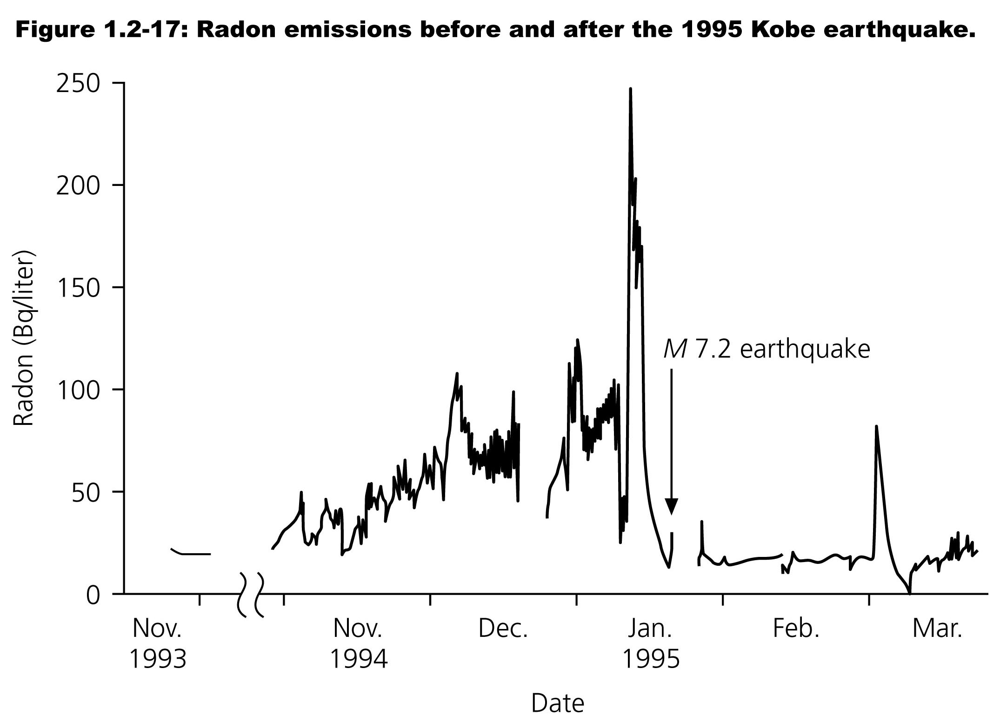 Figure 1.2-17: Radon emissions before and after the 1995 Kobe earthquake.
250
200
150
100
50
0
Radon (Bq/liter)
M 7.2 earthquake
Nov. Nov. Dec. Jan. Feb. Mar.
1993 1994 1995
Date